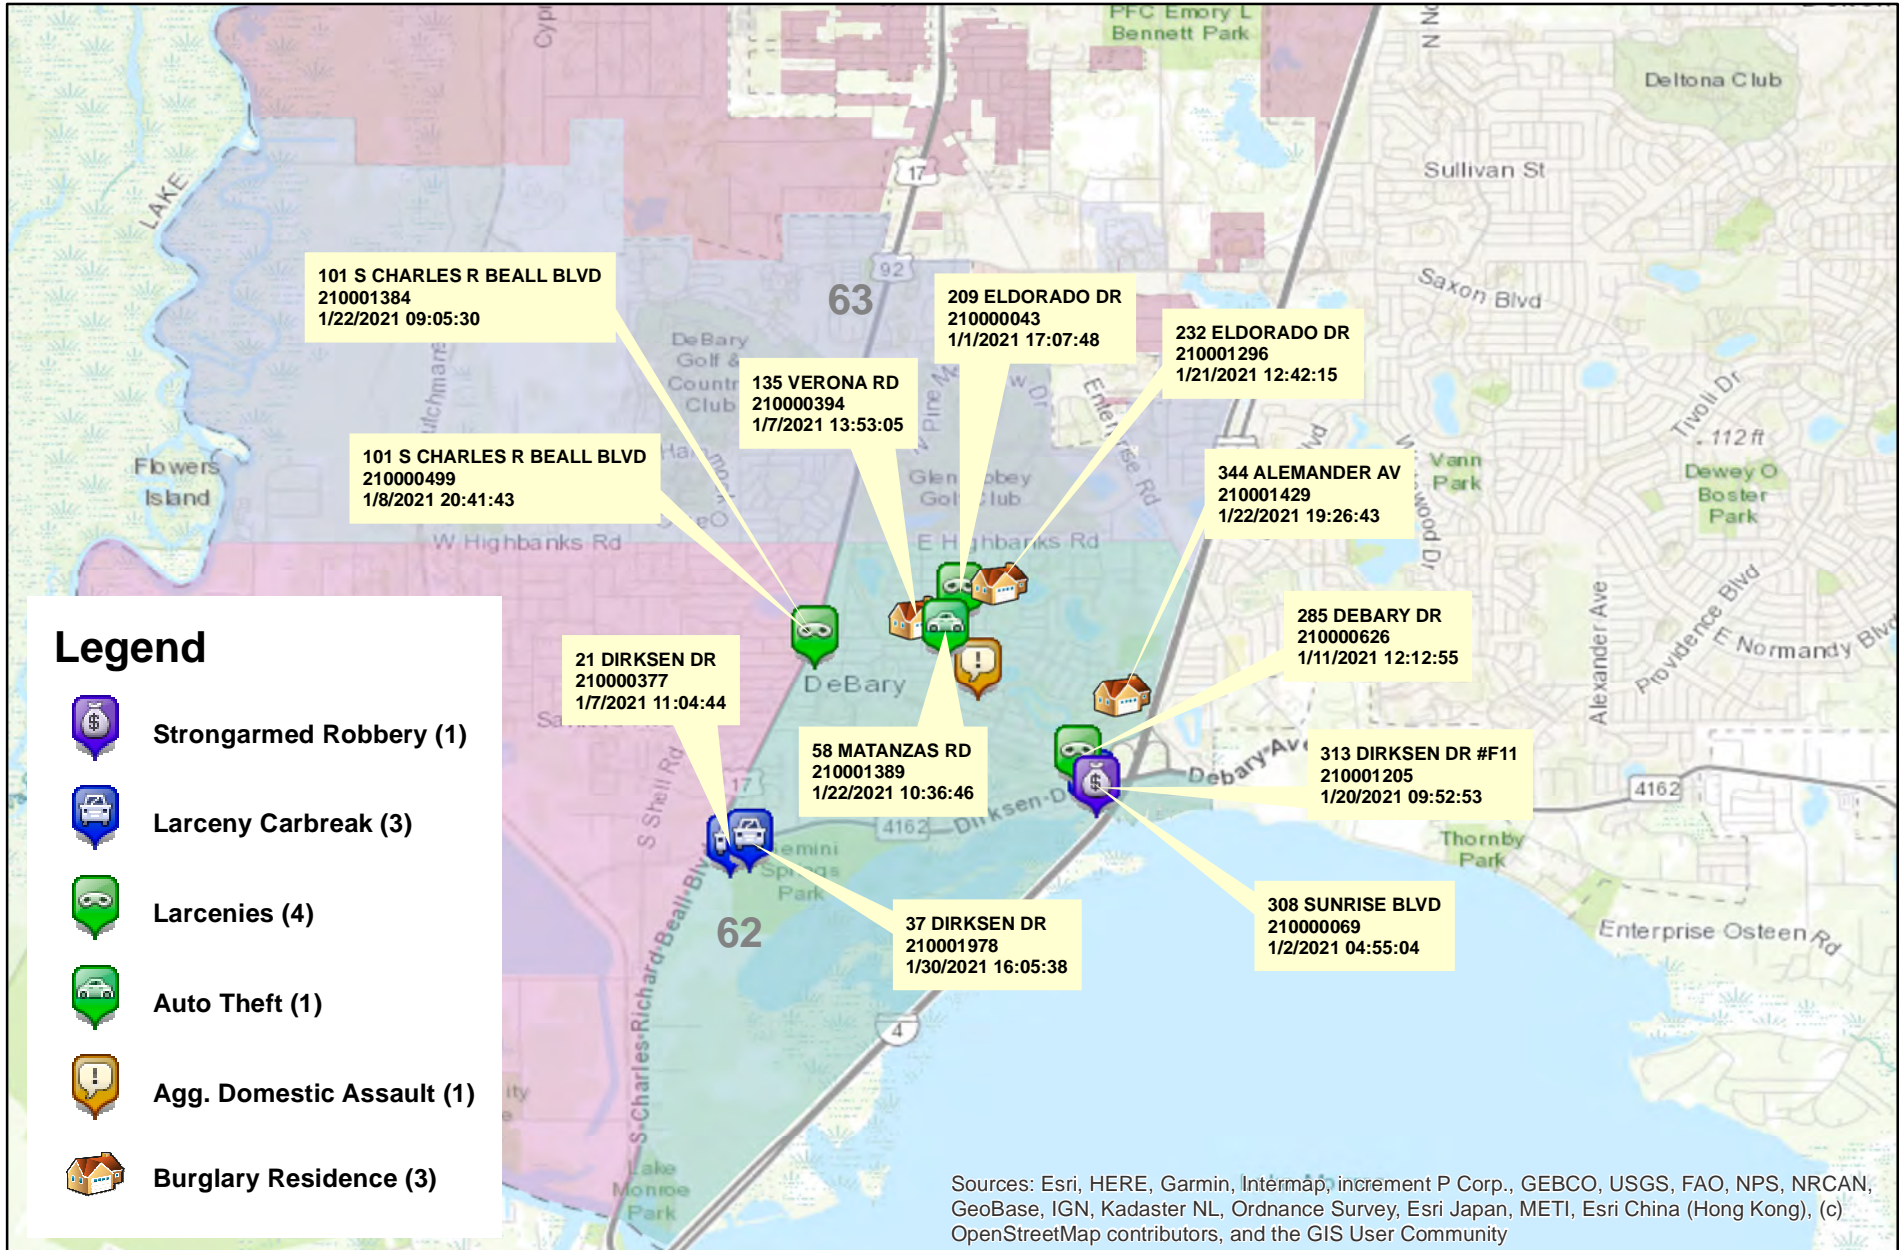 PFC Emory L
Bennett Park
Deltona Club
LAKE
17
Sullivan St
101 S CHARLES R BEALL BLVD
210001384
1/22/2021 09:05:30
92
63
Saxon Blvd
209 ELDORADO DR
210000043
1/1/2021 17:07:48
232 ELDORADO DR
210001296
1/21/2021 12:42:15
DeBary
Golf &
Club
135 VERONA RD
210000394
1/7/2021 13:53:05
Enterprise Rd
Tivoli Dr
112 ft
101 S CHARLES R BEALL BLVD
210000499
1/8/2021 20:41:43
Flowers
Island
344 ALEMANDER AV
210001429
1/22/2021 19:26:43
Vann
Park
Dewey O
Boster
Park
W Highbanks Rd
E Highbanks Rd
Alexander Ave
Providence Blvd
E Normandy Blvd
285 DEBARY DR
210000626
1/11/2021 12:12:55
21 DIRKSEN DR
210000377
1/7/2021 11:04:44
DeBary
58 MATANZAS RD
210001389
1/22/2021 10:36:46
313 DIRKSEN DR #F11
210001205
1/20/2021 09:52:53
S Shell Rd
17
4162
Debary Ave
4162
Thornby
Park
Springs
Park
62
37 DIRKSEN DR
210001978
1/30/2021 16:05:38
308 SUNRISE BLVD
210000069
1/2/2021 04:55:04
Enterprise Osteen Rd
4
S Charles Richard Beall Blv
Lake
Monroe
Park
Legend
Strongarmed Robbery (1)
Larceny Carbreak (3)
Larcenies (4)
Auto Theft (1)
Agg. Domestic Assault (1)
Burglary Residence (3)
Sources: Esri, HERE, Garmin, Intermap, increment P Corp., GEBCO, USGS, FAO, NPS, NRCAN,
GeoBase, IGN, Kadaster NL, Ordnance Survey, Esri Japan, METI, Esri China (Hong Kong), (c)
OpenStreetMap contributors, and the GIS User Community